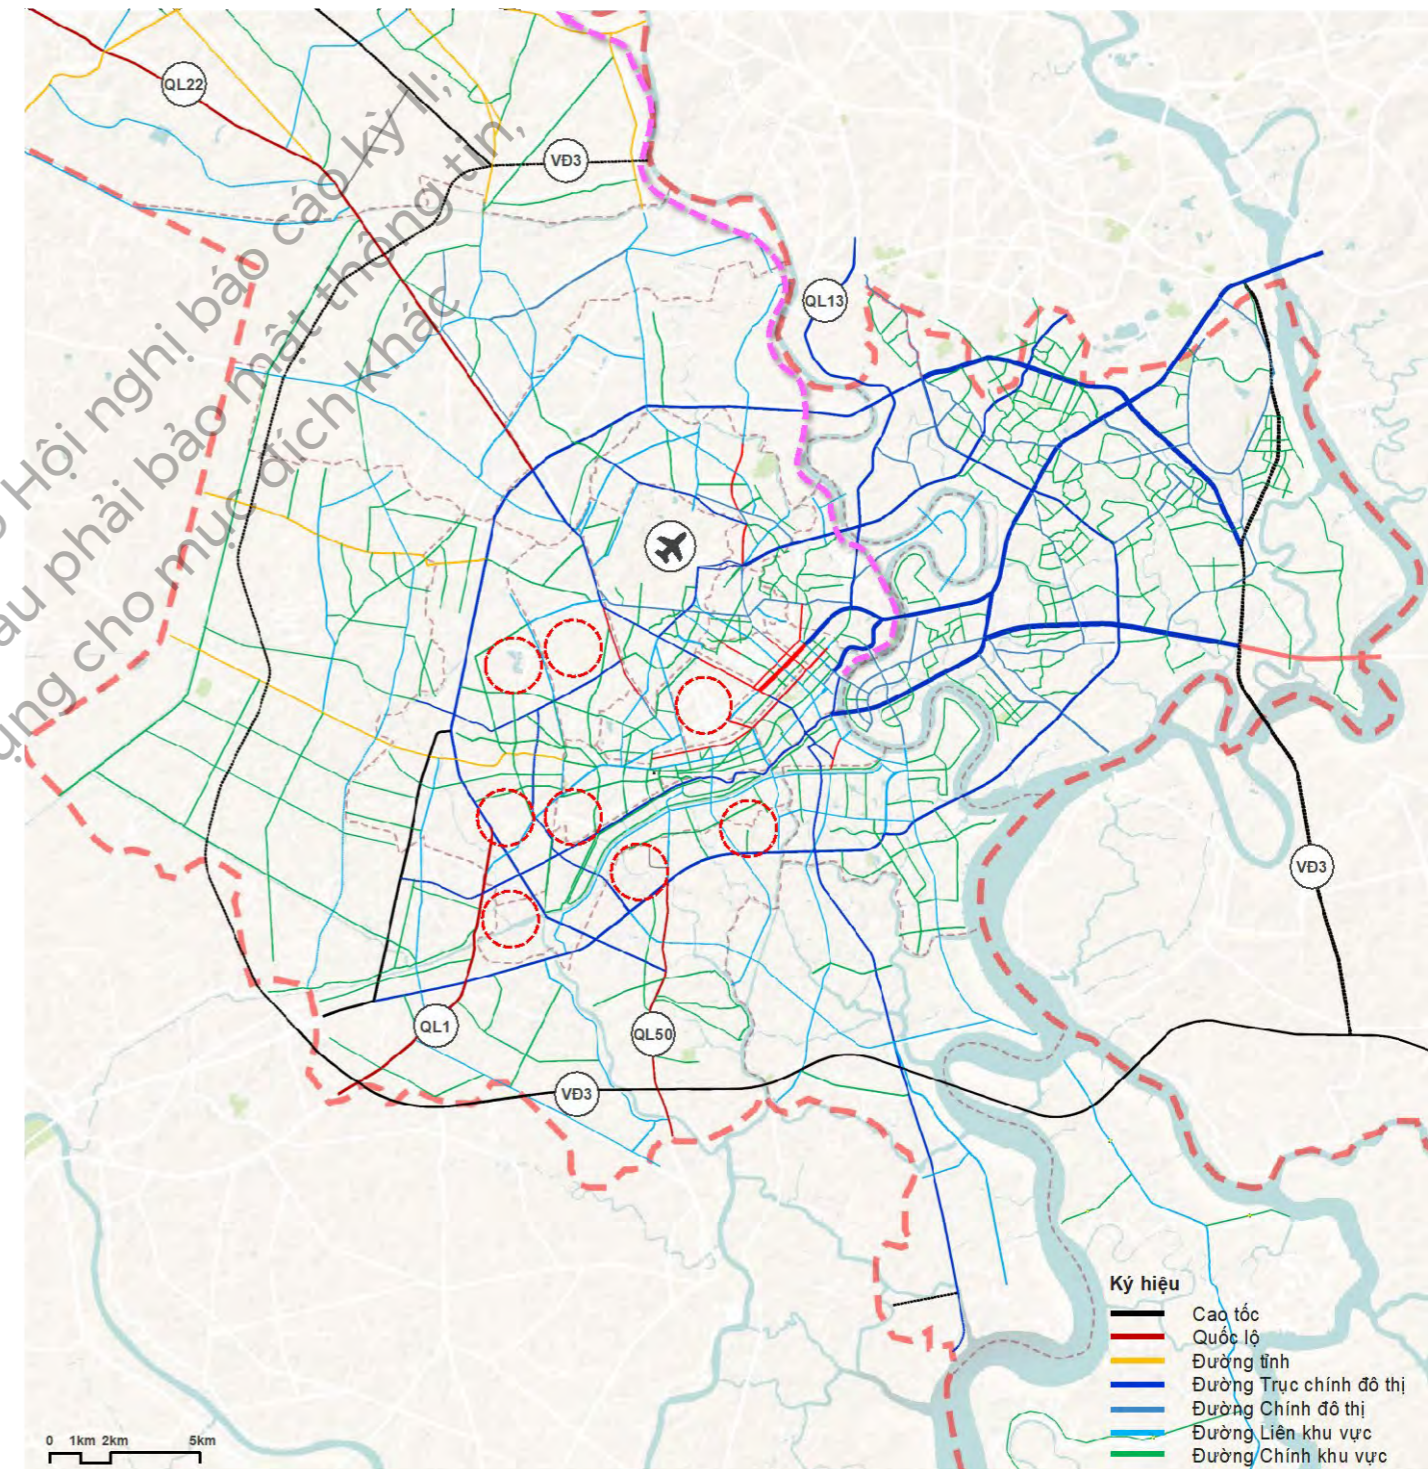 QL22
VĐ3
QL13
Hội nghị báo cáo kỳ II;
phải bảo mật thông tin,
dụng cho mục đích khác
VĐ3
QL1
QL50
VĐ3
Ký hiệu
Cao tốc
Quốc lộ
Đường tỉnh
Đường Trục chính đô thị
Đường Chính đô thị
Đường Liên khu vực
Đường Chính khu vực
0 1km 2km 5km